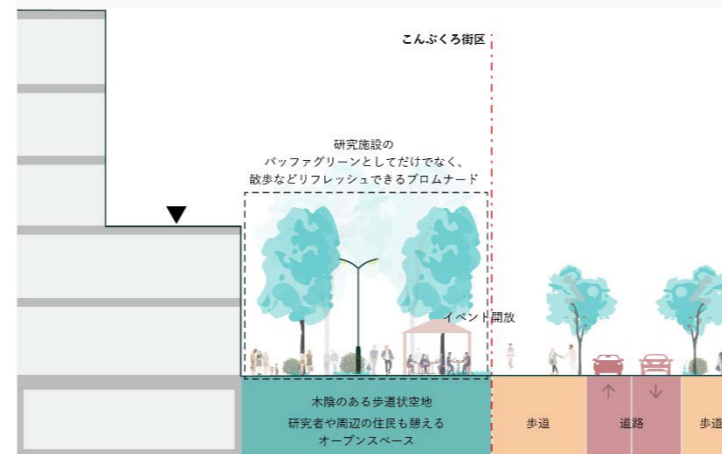 こんぶくろ街区
研究施設の
バッファグリーンとしてだけでなく、
散歩などリフレッシュできるプロムナード
イベント開放
木陰のある歩道状空地
研究者や周辺の住民も憩える
オープンスペース
歩道
道路
歩道